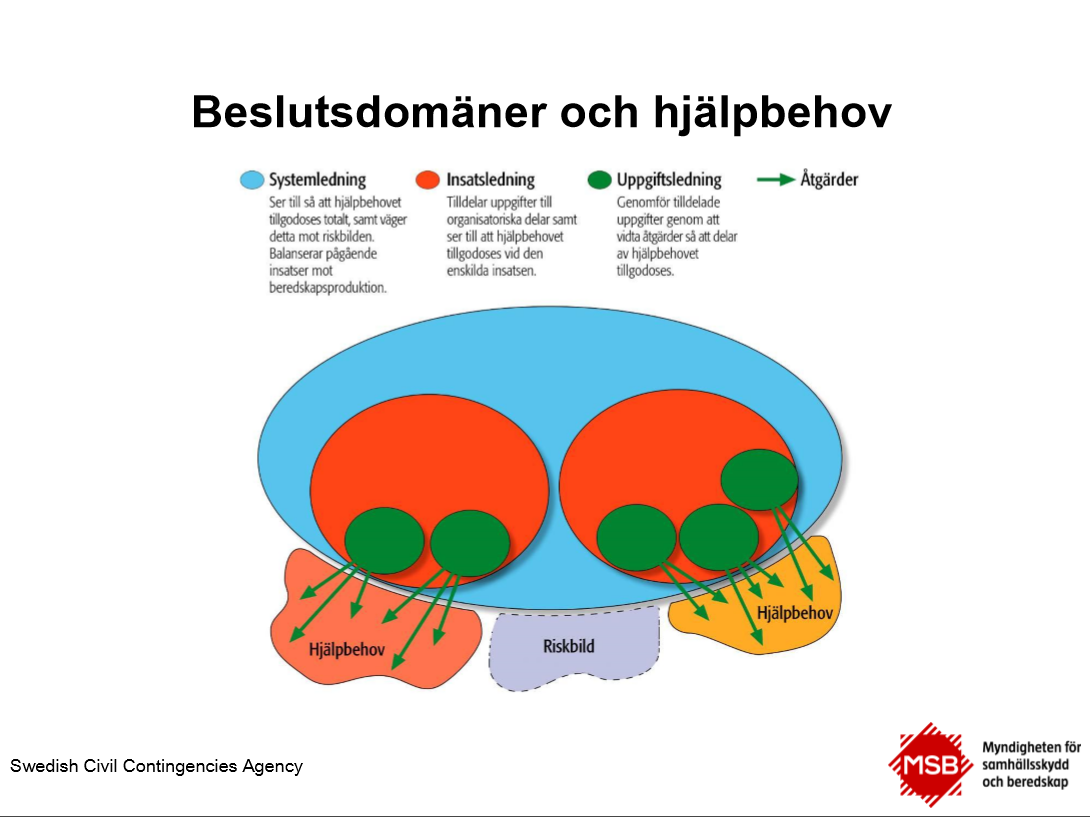 Beslutsdomäner och hjälpbehov
Systemledning
Ser till så att hjälpbehovet
tillgodoses totalt, samt väger
detta mot riskbilden.
Balanserar pågående
insatser mot
beredskapsproduktion.
Insatsledning
Tilldelar uppgifter till
organisatoriska delar samt
ser till att hjälpbehovet
tillgodoses vid den
enskilda insatsen.
Uppgiftsledning
Genomför tilldelade
uppgifter genom att
vidta åtgärder så att delar
av hjälpbehovet
tillgodoses.
Åtgärder
Hjälpbehov
Riskbild
Hjälpbehov
Swedish Civil Contingencies Agency
MSB
Myndigheten för
samhällsskydd
och beredskap